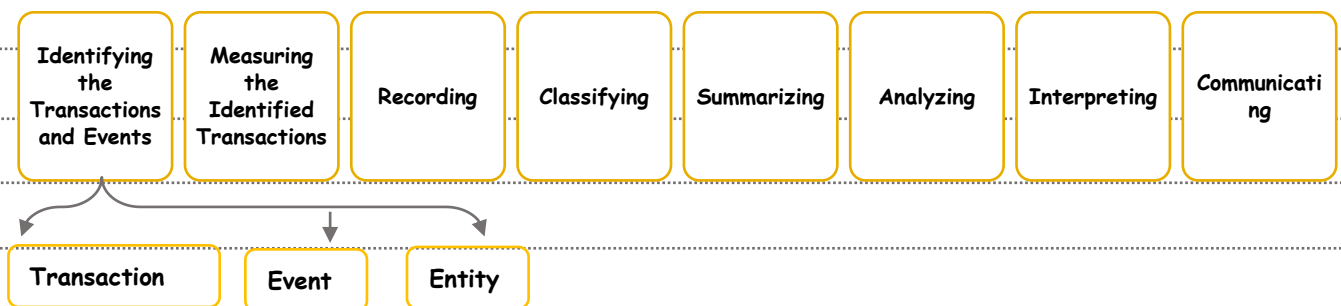 Identifying
the
Transactions
and Events
Measuring
the
Identified
Transactions
Recording
Classifying
Summarizing
Analyzing
Interpreting
Communicati
ng
Transaction
Event
Entity